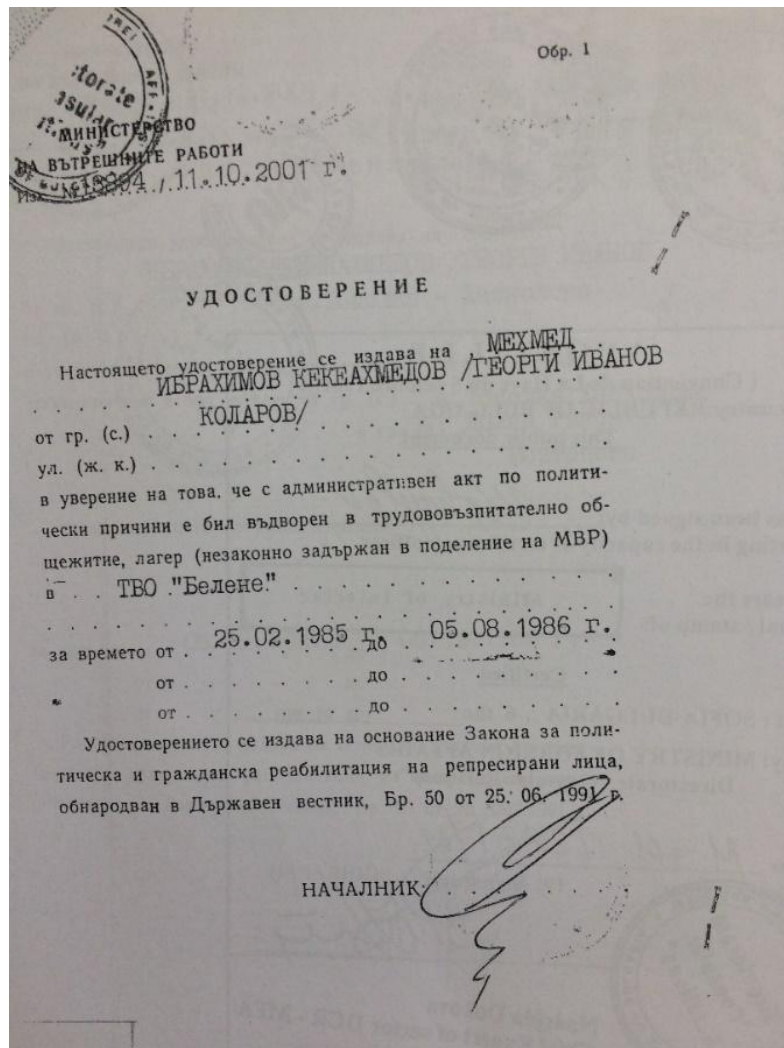 Обр. 1
МИНИСТЕРСТВО
НА ВЪТРЕШНИТЕ РАБОТИ
11.10.2001 г.
УДОСТОВЕРЕНИЕ
Настоящето удостоверение се издава на МЕХМЕД
ИБРАХИМОВ КЕКЕАХМЕДОВ /ГЕОРГИ ИВАНОВ
КОЛАРОВ/
от гр. (с.)
ул. (ж. к.)
в уверение на това, че с административен акт по полити-
чески причини е бил въдворен в трудововъзпитателно об-
щежитие, лагер (незаконно задържан в поделение на МВР)
в ТВО "Белене"
за времето от 25.02.1985 г. до 05.08.1986 г.
от до
от до
Удостоверението се издава на основание Закона за поли-
тическа и гражданска реабилитация на репресирани лица,
обнародван в Държавен вестник, Бр. 50 от 25. 06. 1991 г.
НАЧАЛНИК: